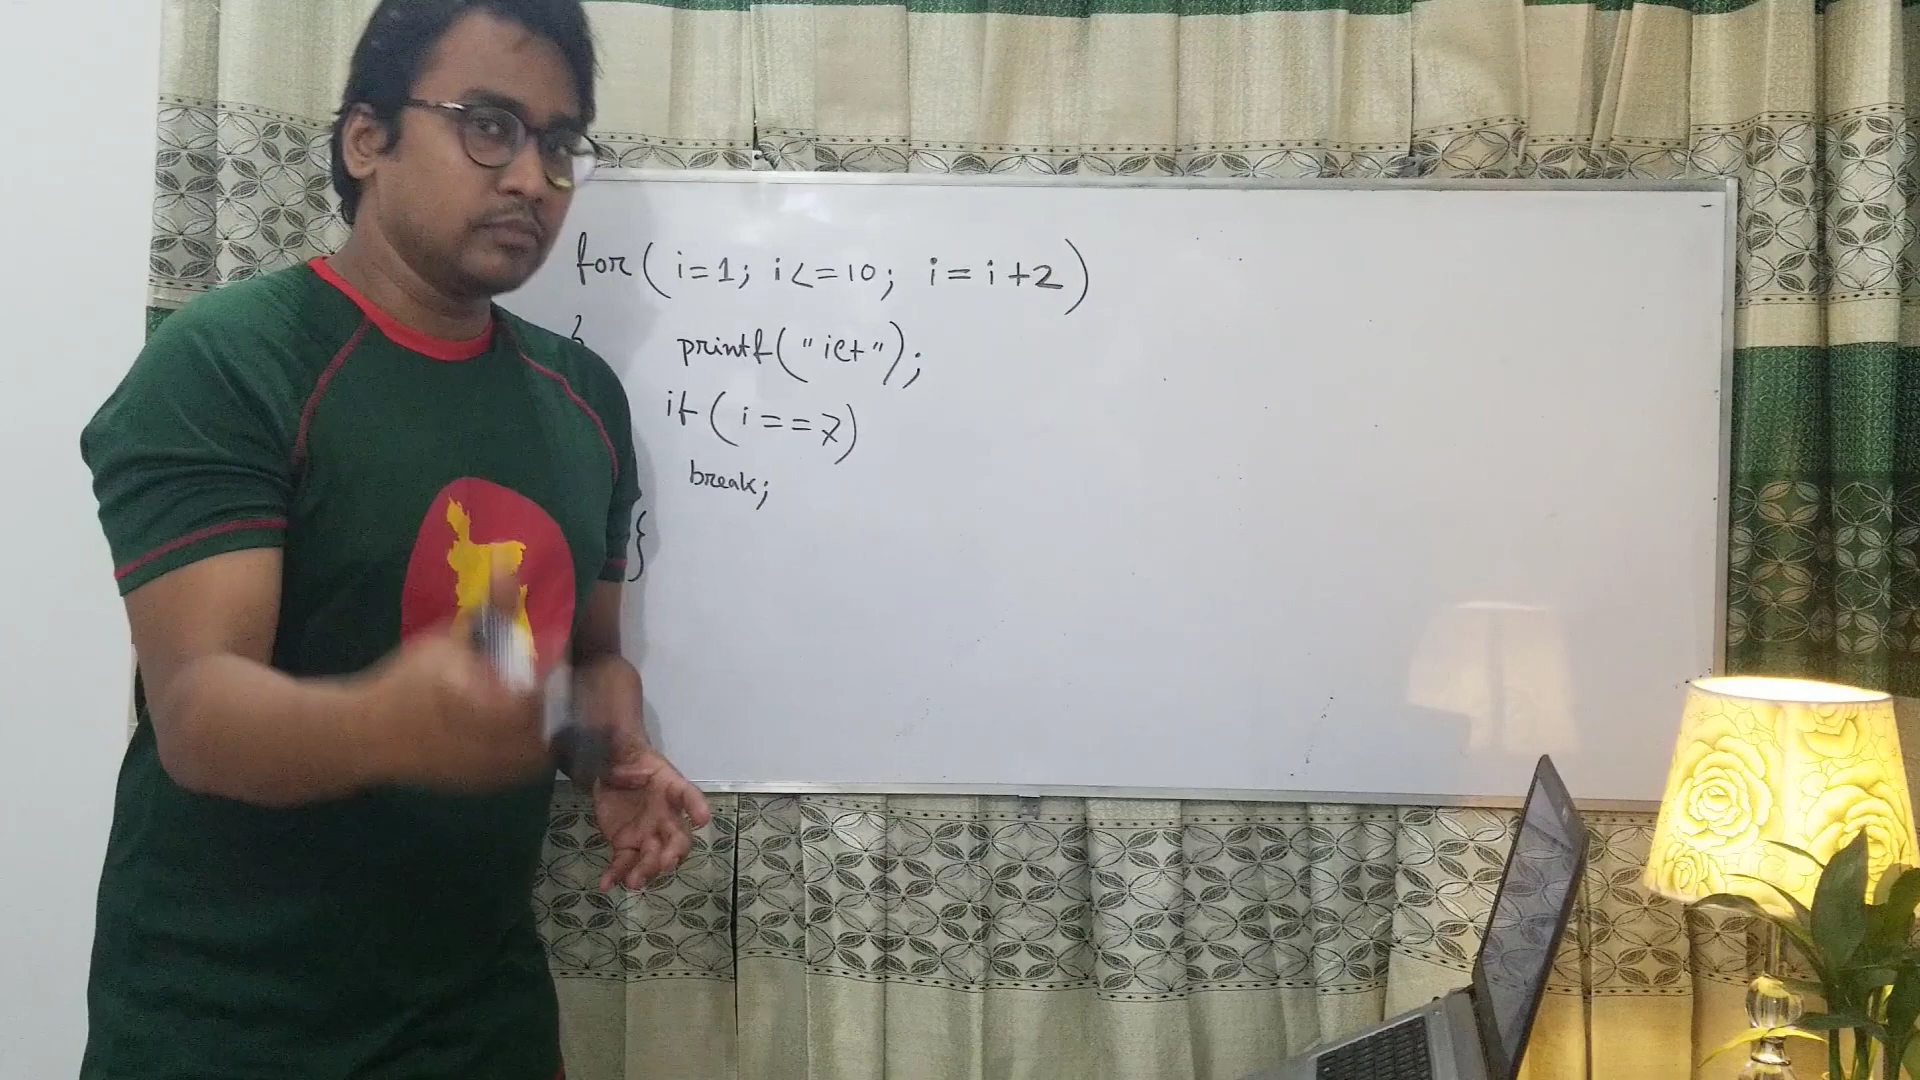 for ( i=1; i<=10; i=i+2)
{
printf("ict");
if ( i==7)
break;
}